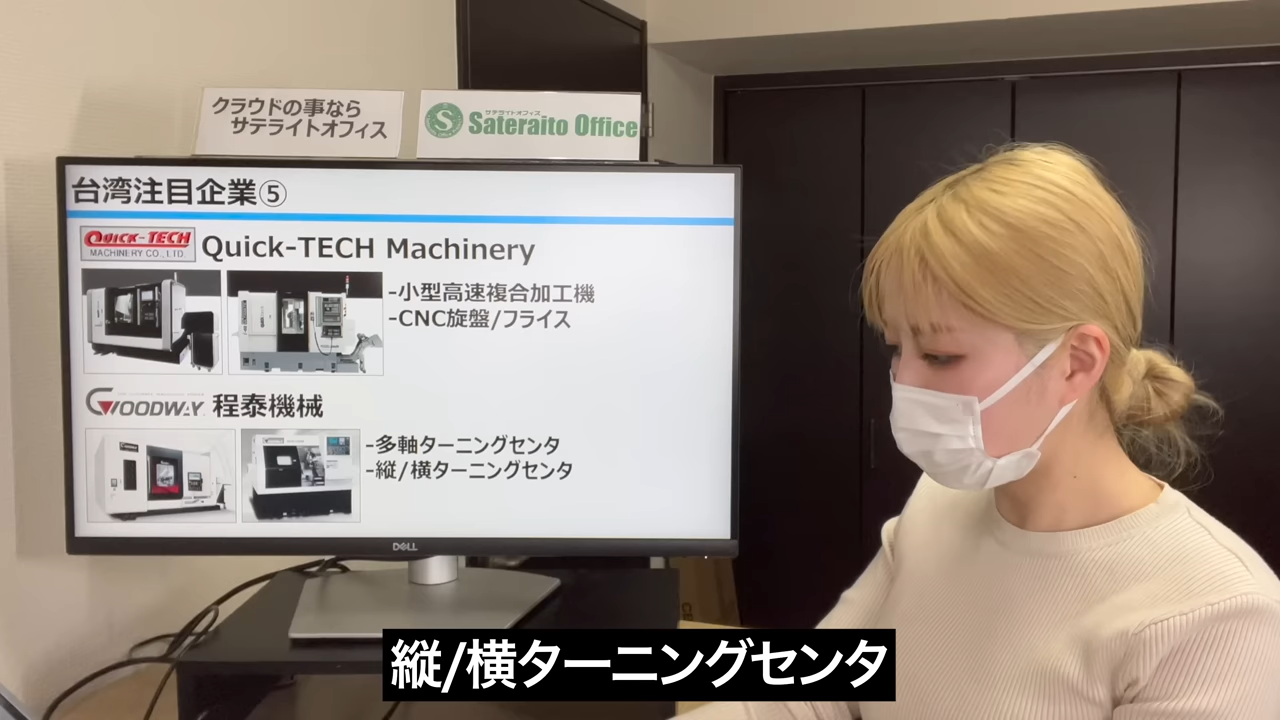 クラウドの事なら
サテライトオフィス
サテライトオフィス
Sateraito Office
台湾注目企業⑤
QUICK-TECH
MACHINERY CO., LTD.
Quick-TECH Machinery
-小型高速複合加工機
-CNC旋盤/フライス
GOODWAY 程泰機械
-多軸ターニングセンタ
-縦/横ターニングセンタ
DELL
縦/横ターニングセンタ